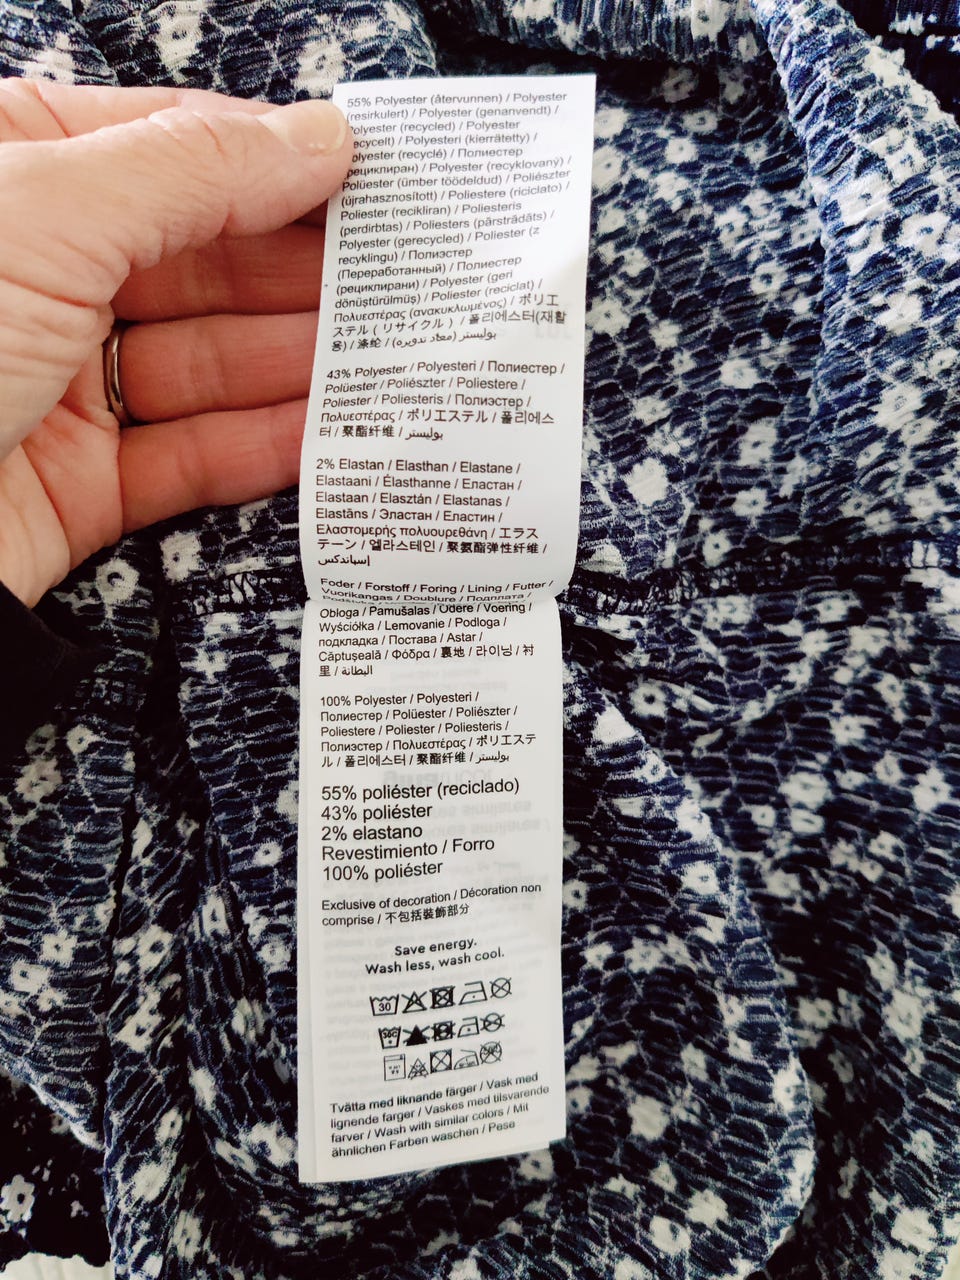 55% Polyester (återvunnen) / Polyester
(resirkulert) / Polyester (genanvendt) /
Polyester (recycled) / Polyester
recycelt) / Polyesteri (kierrätetty) /
Polyester (recyclé) / Полиестер
рециклиран) / Polyester (recyklovaný) /
Polüester (ümber töödeldud) / Poliészter
(újrahasznosított) / Poliestere (riciclato) /
Poliester (recikliran) / Poliesteris
(perdirbtas) / Poliesters (pārstrādāts) /
Polyester (gerecycled) / Poliester (z
recyklingu) / Полиэстер
(Переработанный) / Полиестер
(рециклирани) / Polyester (geri
dönüştürülmüş) / Poliester (reciclat) /
Πολυεστέρας (ανακυκλωμένος) / ポリエ
ステル ( リサイクル ) / 폴리에스터(재활
용) / 涤纶 / بوليستر (معاد تدويره)
43% Polyester / Polyesteri / Полиестер /
Polüester / Poliészter / Poliestere /
Poliester / Poliesteris / Полиэстер /
Πολυεστέρας / ポリエステル / 폴리에스
터 / 聚酯纤维 / بوليستر
2% Elastan / Elasthan / Elastane /
Elastaani / Élasthanne / Еластан /
Elastaan / Elasztán / Elastanas /
Elastāns / Эластан / Еластин /
Ελαστομερής πολυουρεθάνη / エラス
テーン / 엘라스테인 / 聚氨酯弹性纤维 /
إسباندكس
Foder / Forstoff / Foring / Lining / Futter /
Vuorikangas / Doublure / Подплата /
Obloga / Pamušalas / Odere / Voering /
Wyściółka / Lemovanie / Podloga /
подкладка / Постава / Astar /
Căptuşeală / Φόδρα / 裏地 / 라이닝 / 衬
里 / البطانة
100% Polyester / Polyesteri /
Полиестер / Polüester / Poliészter /
Poliestere / Poliester / Poliesteris /
Полиэстер / Πολυεστέρας / ポリエステ
ル / 폴리에스터 / 聚酯纤维 / بوليستر
55% poliéster (reciclado)
43% poliéster
2% elastano
Revestimiento / Forro
100% poliéster
Exclusive of decoration / Décoration non
comprise / 不包括裝飾部分
Save energy.
Wash less, wash cool.
30
Tvätta med liknande färger / Vask med
lignende farger / Vaskes med tilsvarende
farver / Wash with similar colors / Mit
ähnlichen Farben waschen / Pese